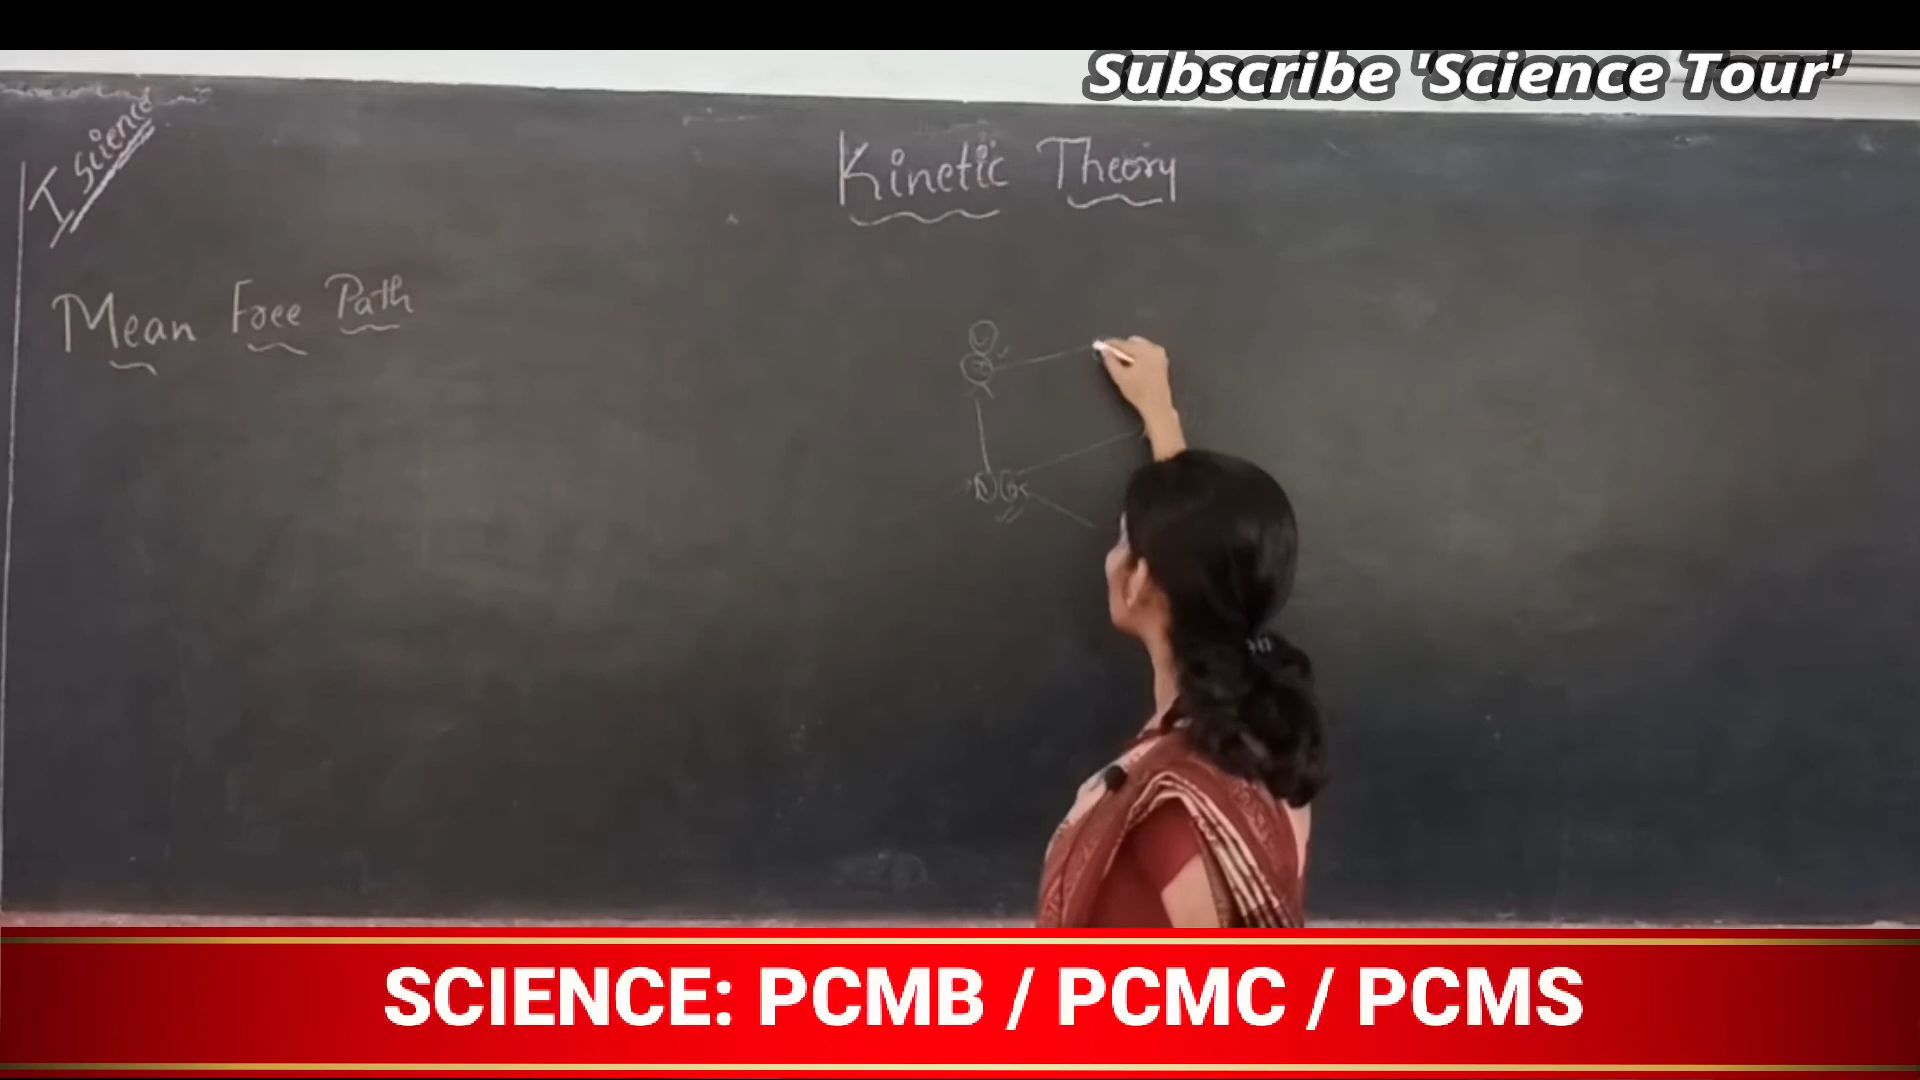 Subscribe 'Science Tour'
I Science
Kinetic Theory
Mean Free Path
SCIENCE: PCMB / PCMC / PCMS